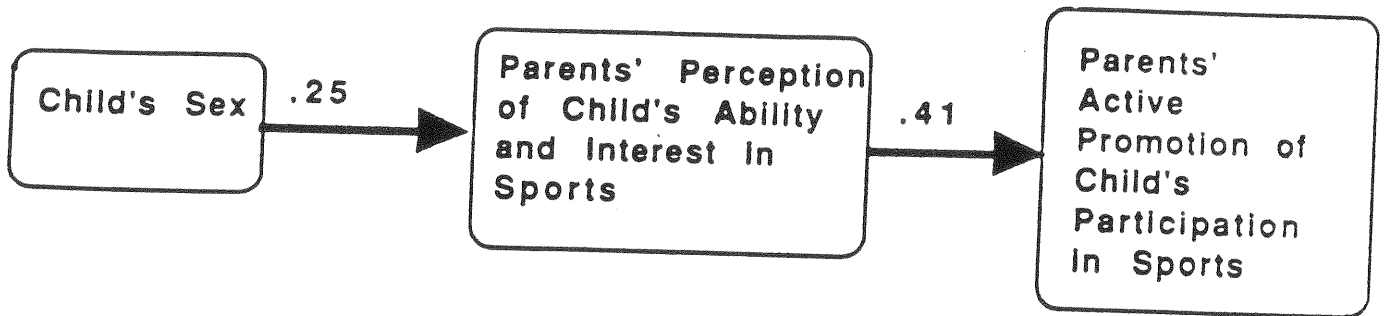 Child's Sex
.25
Parents' Perception
of Child's Ability
and Interest in
Sports
.41
Parents'
Active
Promotion of
Child's
Participation
in Sports